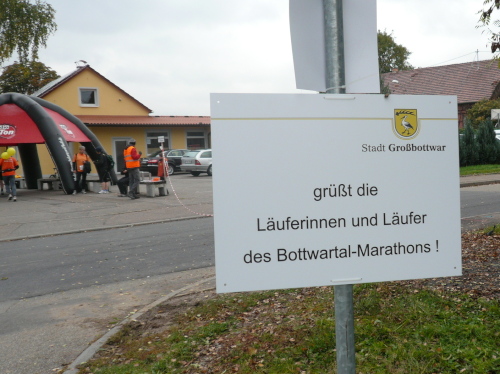 Stadt Großbottwar
grüßt die
Läuferinnen und Läufer
des Bottwartal-Marathons !